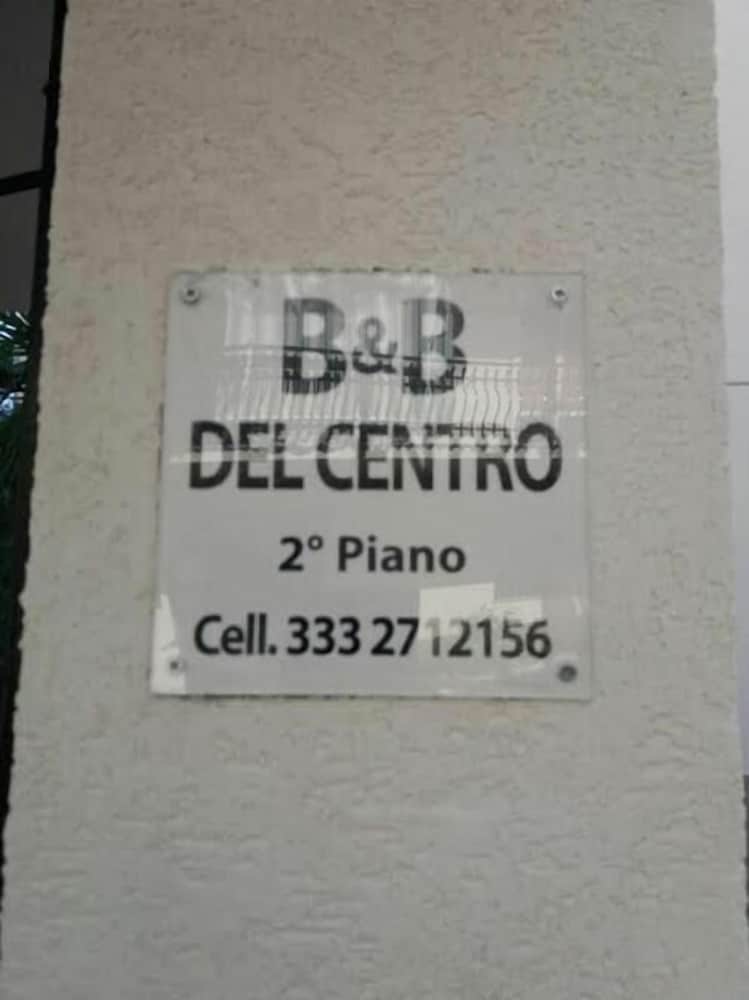 B&B
DEL CENTRO
2° Piano
Cell. 333 2712156